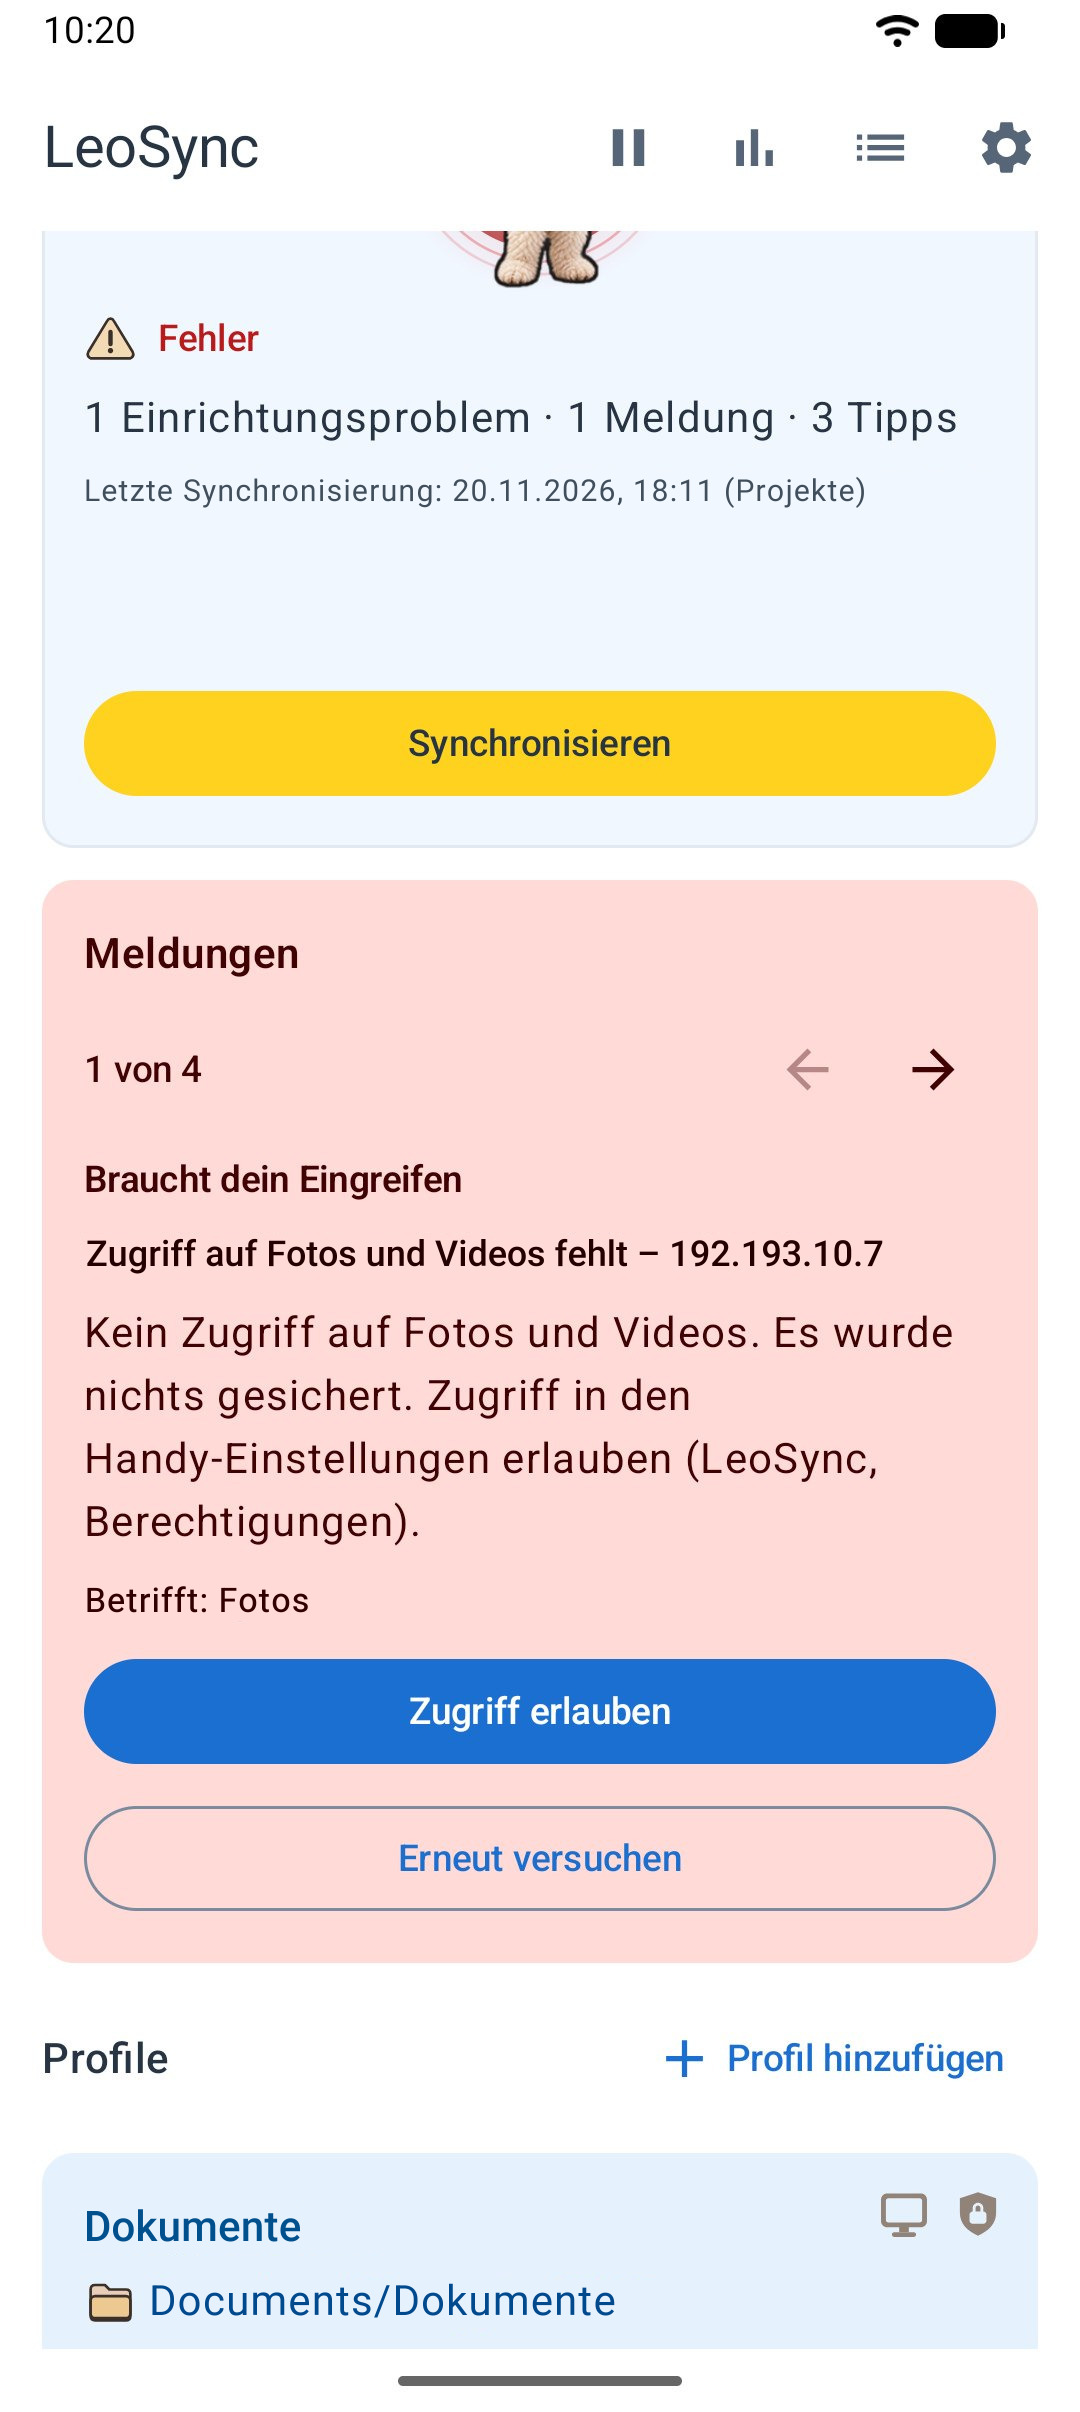 10:20
LeoSync
Fehler
1 Einrichtungsproblem · 1 Meldung · 3 Tipps
Letzte Synchronisierung: 20.11.2026, 18:11 (Projekte)
Synchronisieren
Meldungen
1 von 4
Braucht dein Eingreifen
Zugriff auf Fotos und Videos fehlt – 192.193.10.7
Kein Zugriff auf Fotos und Videos. Es wurde
nichts gesichert. Zugriff in den
Handy-Einstellungen erlauben (LeoSync,
Berechtigungen).
Betrifft: Fotos
Zugriff erlauben
Erneut versuchen
Profile
Profil hinzufügen
Dokumente
Documents/Dokumente